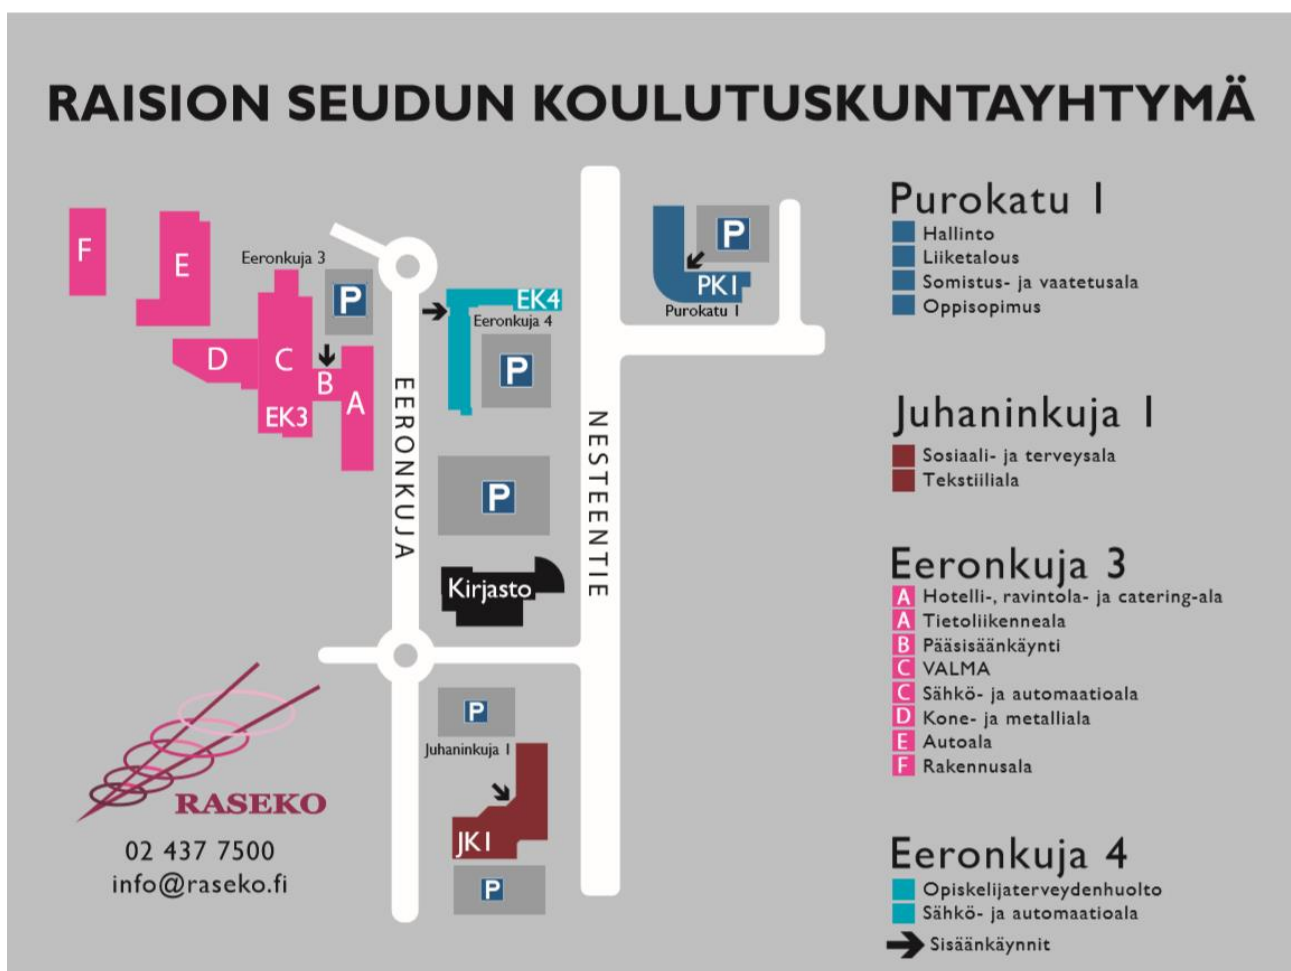 RAISION SEUDUN KOULUTUSKUNTAYHTYMÄ
F
E
D
C
B
A
EK3
Eeronkuja 3
P
EERONKUJA
EK4
Eeronkuja 4
P
P
Kirjasto
NESTEENTIE
P
PK1
Purokatu 1
P
Juhaninkuja 1
JK1
P
RASEKO
02 437 7500
info@raseko.fi
Purokatu 1
Hallinto
Liiketalous
Somistus- ja vaatetusala
Oppisopimus
Juhaninkuja 1
Sosiaali- ja terveysala
Tekstiiliala
Eeronkuja 3
A Hotelli-, ravintola- ja catering-ala
A Tietoliikenneala
B Pääsisäänkäynti
C VALMA
C Sähkö- ja automaatioala
D Kone- ja metalliala
E Autoala
F Rakennusala
Eeronkuja 4
Opiskelijaterveydenhuolto
Sähkö- ja automaatioala
Sisäänkäynnit